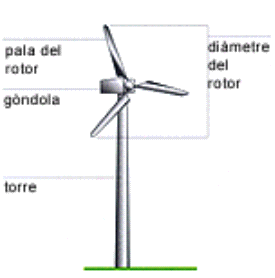 pala del
rotor
gòndola
torre
diàmetre
del
rotor